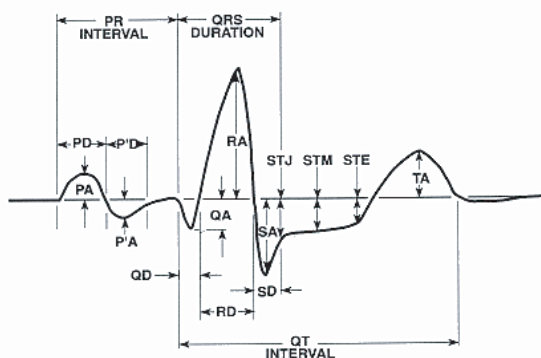 PR
INTERVAL
QRS
DURATION
PD
P'D
RA
STJ
STM
STE
PA
TA
QA
SA
P'A
QD
SD
RD
QT
INTERVAL